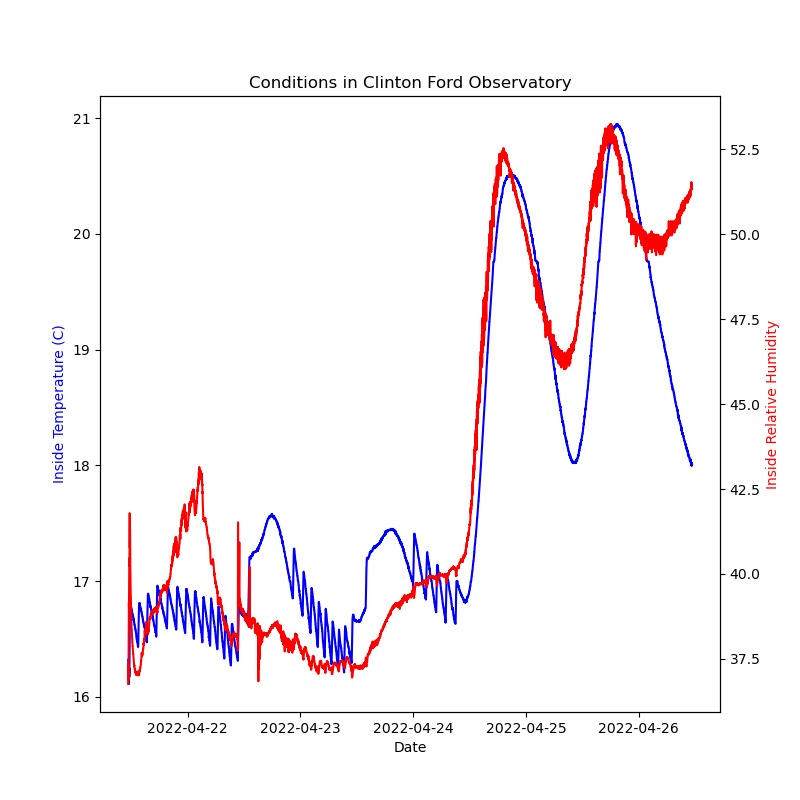 Conditions in Clinton Ford Observatory
Inside Temperature (C)
21
20
19
18
17
16
52.5
50.0
47.5
45.0
42.5
40.0
37.5
Inside Relative Humidity
2022-04-22 2022-04-23 2022-04-24 2022-04-25 2022-04-26
Date